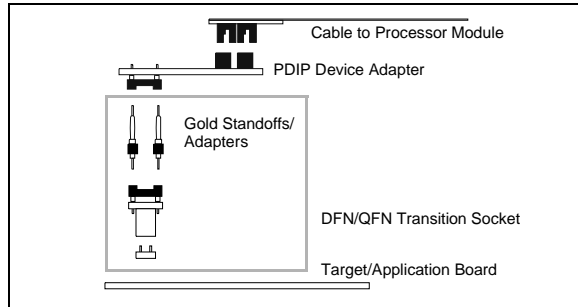 Cable to Processor Module
PDIP Device Adapter
Gold Standoffs/
Adapters
DFN/QFN Transition Socket
Target/Application Board